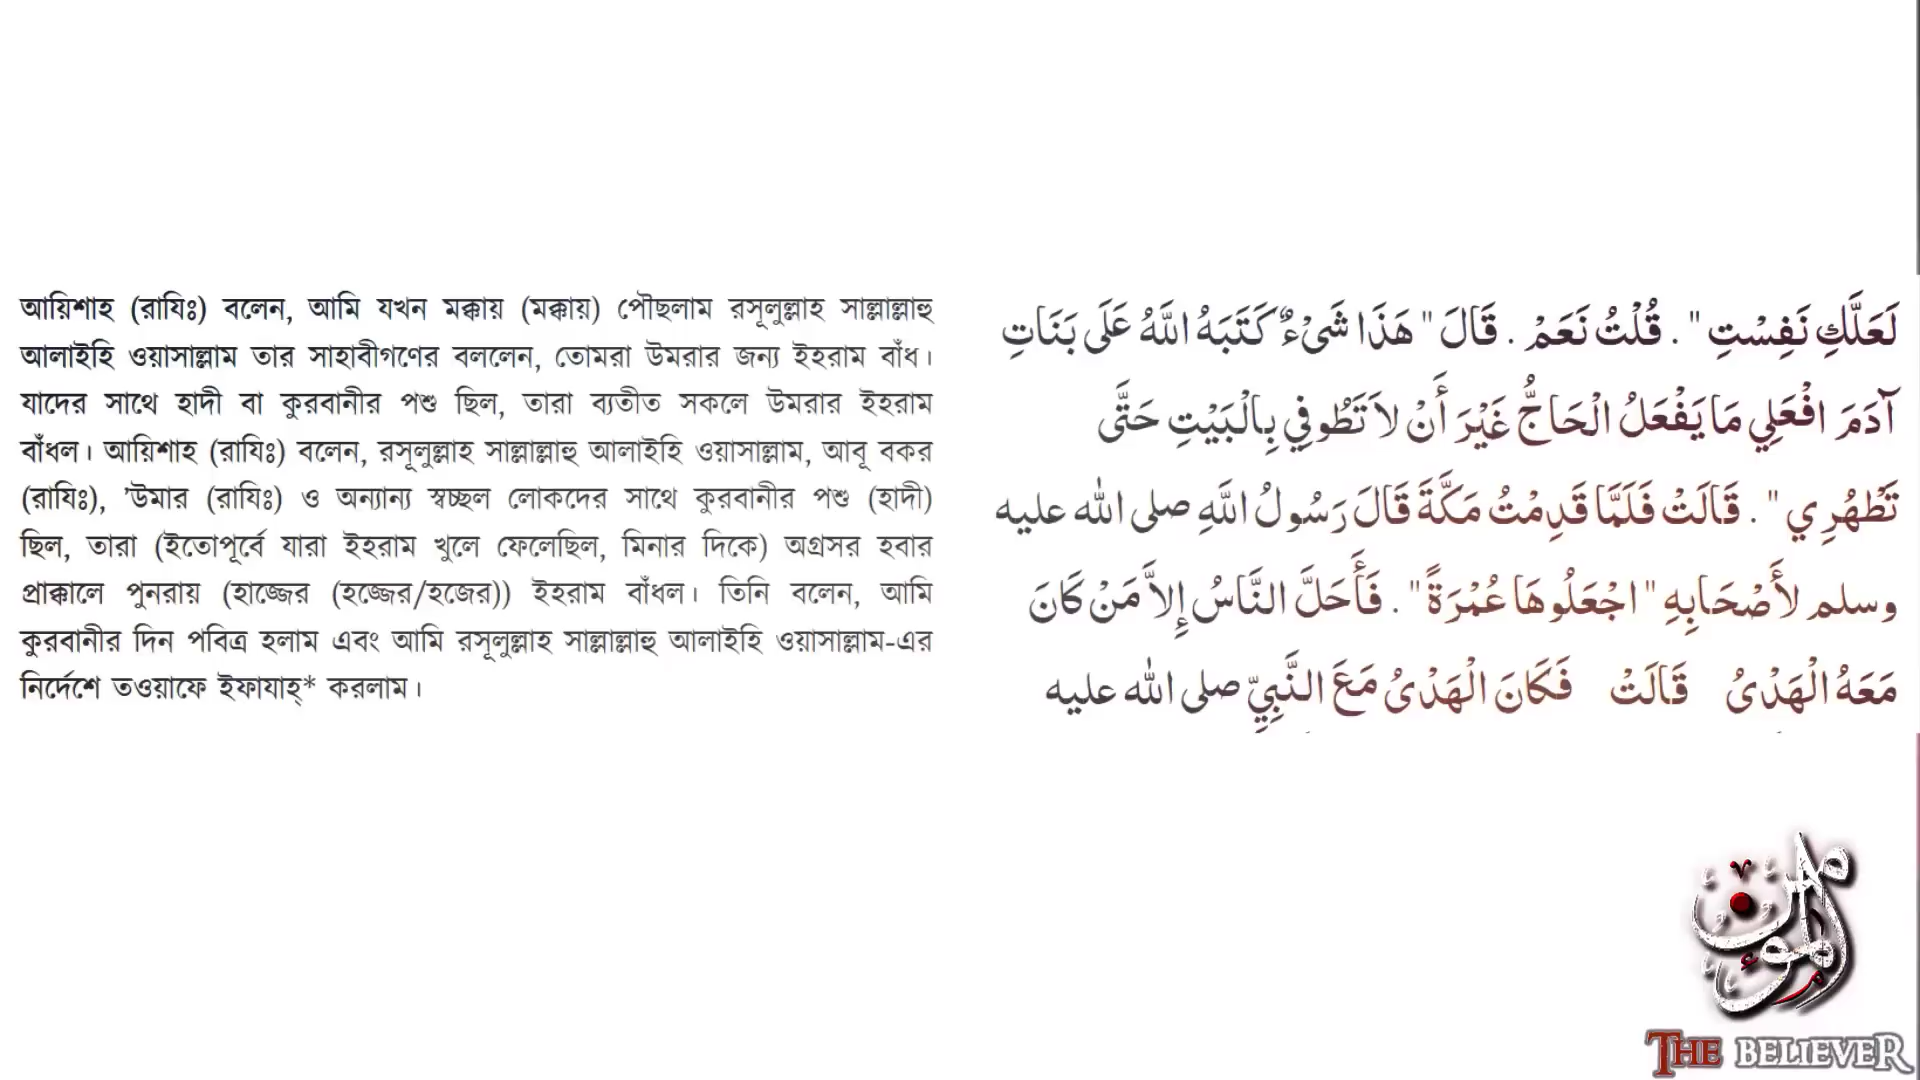 আয়িশাহ (রাযিঃ) বলেন, আমি যখন মক্কায় (মক্কায়) পৌছলাম রসূলুল্লাহ সাল্লাল্লাহু
আলাইহি ওয়াসাল্লাম তার সাহাবীগণের বললেন, তোমরা উমরার জন্য ইহরাম বাঁধ।
যাদের সাথে হাদী বা কুরবানীর পশু ছিল, তারা ব্যতীত সকলে উমরার ইহরাম
বাঁধল। আয়িশাহ (রাযিঃ) বলেন, রসূলুল্লাহ সাল্লাল্লাহু আলাইহি ওয়াসাল্লাম, আবূ বকর
(রাযিঃ), 'উমার (রাযিঃ) ও অন্যান্য স্বচ্ছল লোকদের সাথে কুরবানীর পশু (হাদী)
ছিল, তারা (ইতোপূর্বে যারা ইহরাম খুলে ফেলেছিল, মিনার দিকে) অগ্রসর হবার
প্রাক্কালে পুনরায় (হাজ্জের (হজ্জের/হজের)) ইহরাম বাঁধল। তিনি বলেন, আমি
কুরবানীর দিন পবিত্র হলাম এবং আমি রসূলুল্লাহ সাল্লাল্লাহু আলাইহি ওয়াসাল্লাম-এর
নির্দেশে তওয়াফে ইফাযাহ্* করলাম।
لَعَلَّكِ نَفِسْتِ " . قُلْتُ نَعَمْ . قَالَ " هَذَا شَىْءٌ كَتَبَهُ اللَّهُ عَلَى بَنَاتِ
آدَمَ افْعَلِي مَا يَفْعَلُ الْحَاجُّ غَيْرَ أَنْ لاَ تَطُوفِي بِالْبَيْتِ حَتَّى
تَطْهُرِي " . قَالَتْ فَلَمَّا قَدِمْتُ مَكَّةَ قَالَ رَسُولُ اللَّهِ صلى الله عليه
وسلم لأَصْحَابِهِ " اجْعَلُوهَا عُمْرَةً " . فَأَحَلَّ النَّاسُ إِلاَّ مَنْ كَانَ
مَعَهُ الْهَدْىُ قَالَتْ فَكَانَ الْهَدْىُ مَعَ النَّبِيِّ صلى الله عليه
المؤمن
THE BELIEVER